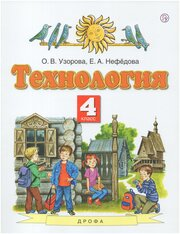 О. В. Узорова, Е. А. Нефёдова
Технология
4
класс
ДРОФА